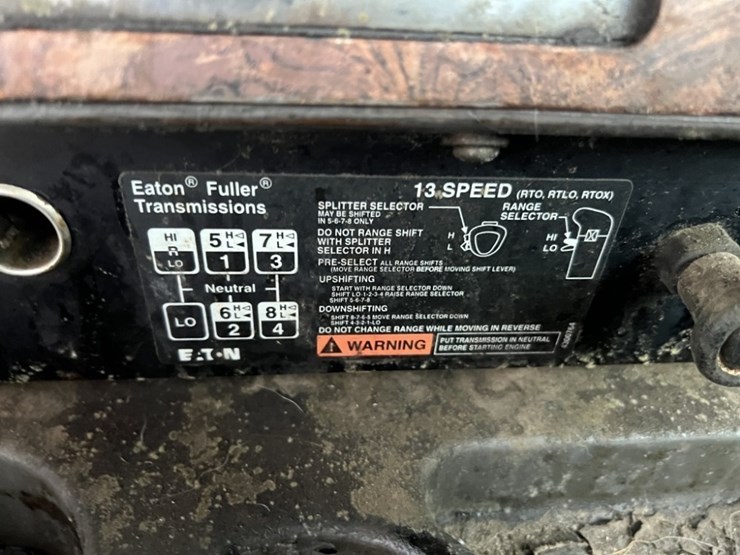 Eaton® Fuller®
Transmissions
HI
R
LO
5 H
L
1
7 H
L
3
Neutral
LO
6 H
L
2
8 H
L
4
EATON
13 SPEED (RTO, RTLO, RTOX)
SPLITTER SELECTOR
MAY BE SHIFTED
IN 5-6-7-8 ONLY
H
L
RANGE
SELECTOR
HI
LO
DO NOT RANGE SHIFT
WITH SPLITTER
SELECTOR IN H
PRE-SELECT ALL RANGE SHIFTS
(MOVE RANGE SELECTOR BEFORE MOVING SHIFT LEVER)
UPSHIFTING
START WITH RANGE SELECTOR DOWN
SHIFT LO-1-2-3-4 RAISE RANGE SELECTOR
SHIFT 5-6-7-8
DOWNSHIFTING
SHIFT 8-7-6-5 MOVE RANGE SELECTOR DOWN
SHIFT 4-3-2-1-LO
DO NOT CHANGE RANGE WHILE MOVING IN REVERSE
WARNING
PUT TRANSMISSION IN NEUTRAL
BEFORE STARTING ENGINE